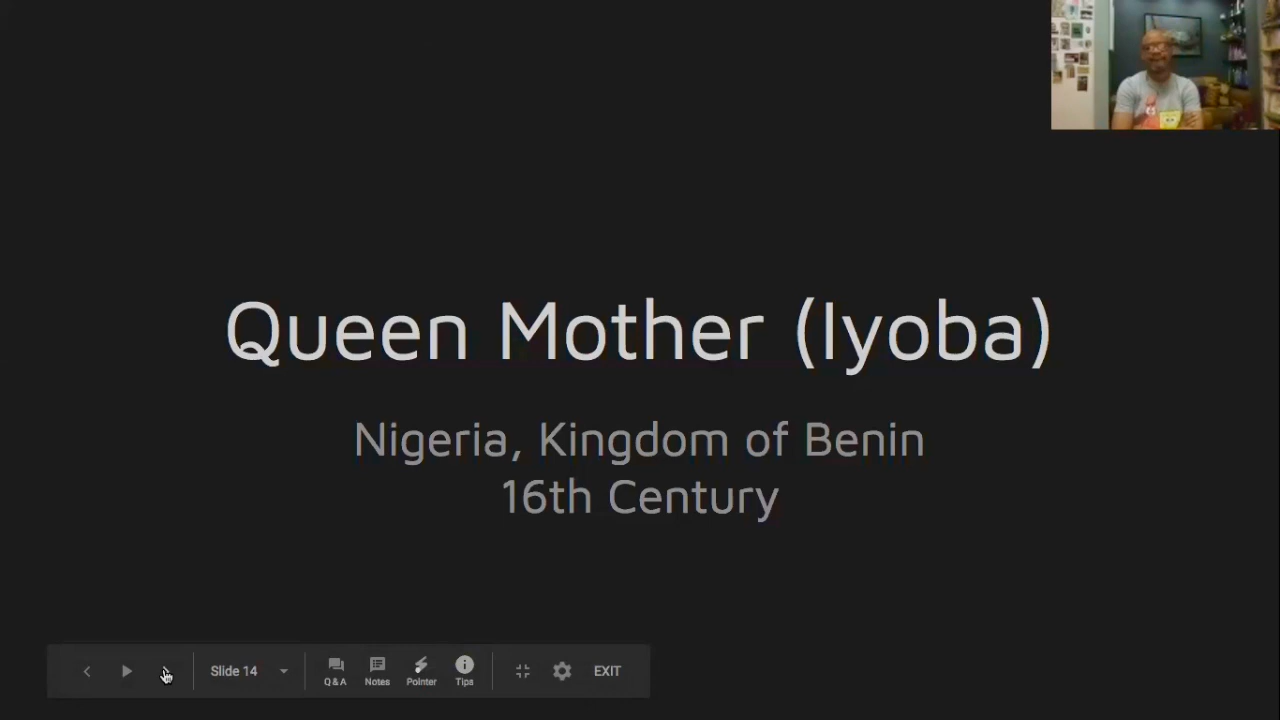 Queen Mother (Iyoba)
Nigeria, Kingdom of Benin
16th Century
Slide 14
Q&A
Notes
Pointer
Tips
EXIT